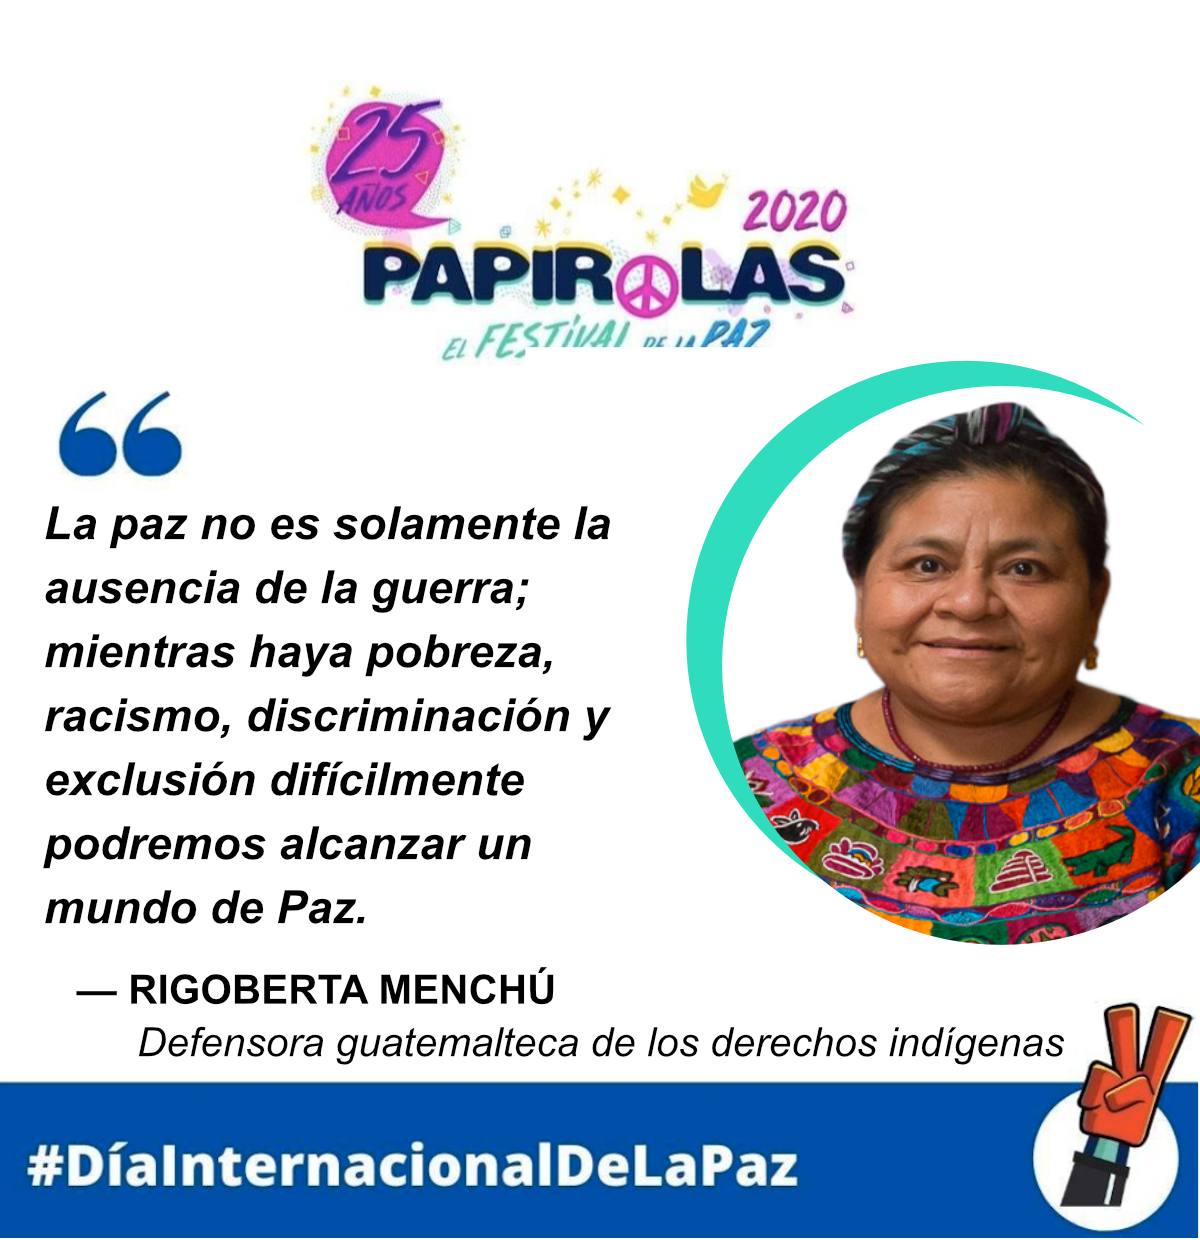 25
AÑOS
2020
PAPIROLAS
EL FESTIVAL DE LA PAZ
La paz no es solamente la
ausencia de la guerra;
mientras haya pobreza,
racismo, discriminación y
exclusión difícilmente
podremos alcanzar un
mundo de Paz.
— RIGOBERTA MENCHÚ
Defensora guatemalteca de los derechos indígenas
#DíaInternacionalDeLaPaz